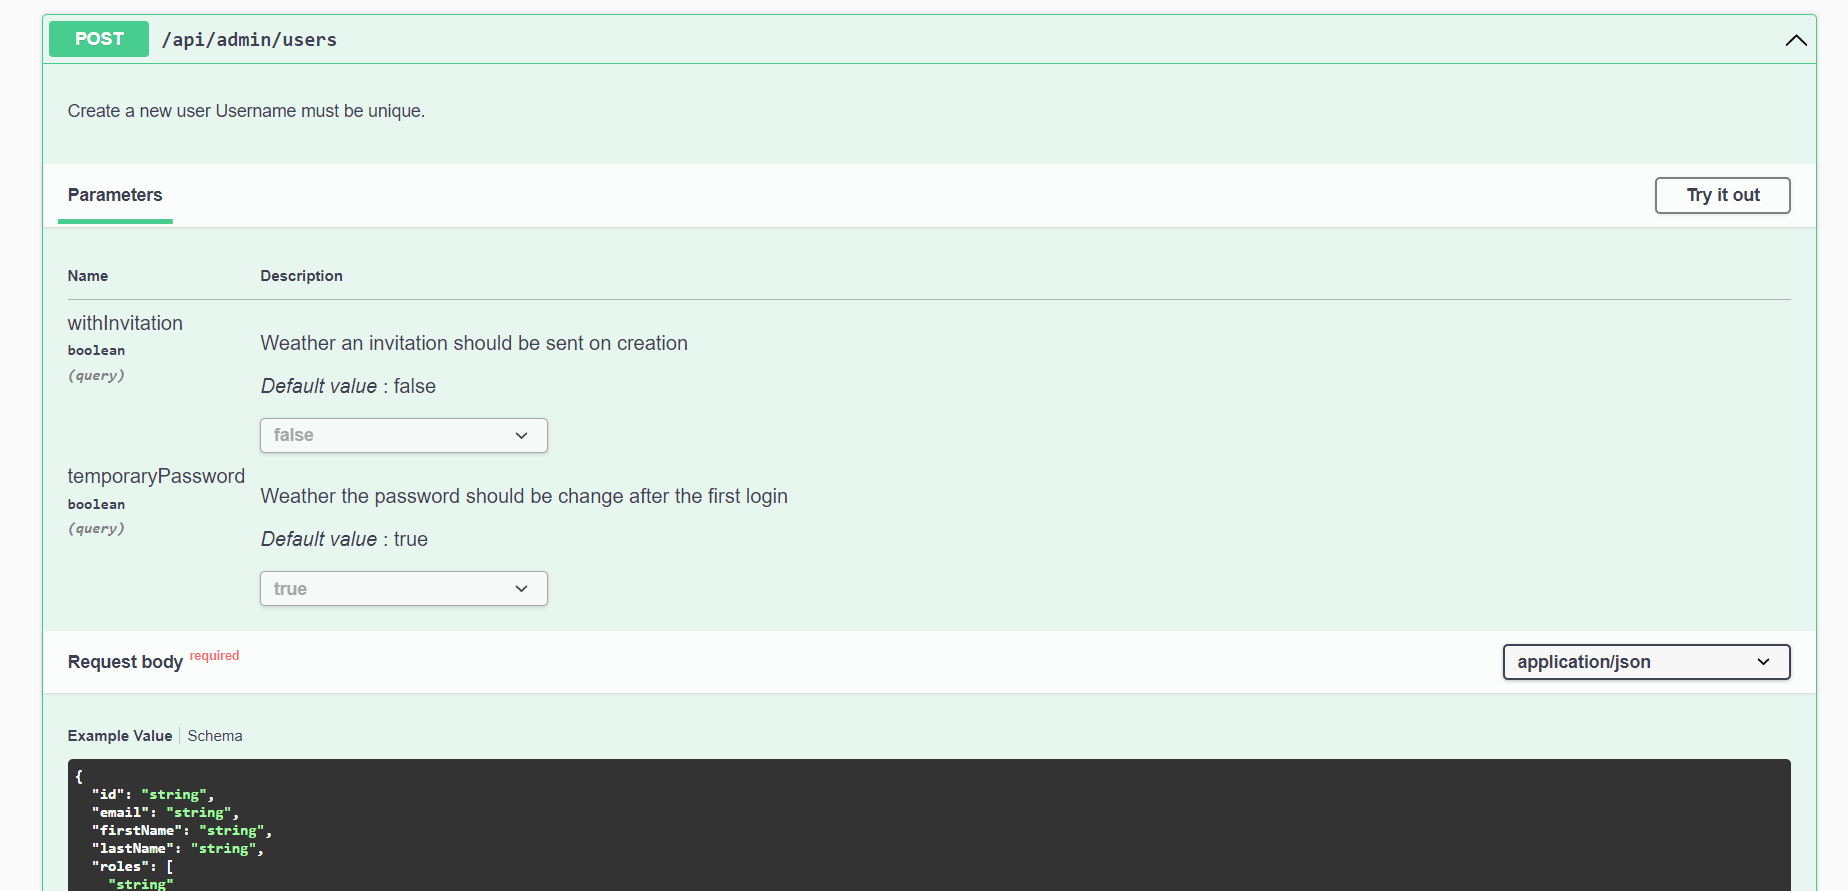 POST /api/admin/users
Create a new user Username must be unique.
Parameters
Try it out
Name Description
withInvitation
boolean
(query)
Weather an invitation should be sent on creation
Default value : false
false
temporaryPassword
boolean
(query)
Weather the password should be change after the first login
Default value : true
true
Request body required
application/json
Example Value Schema
{
"id": "string",
"email": "string",
"firstName": "string",
"lastName": "string",
"roles": [
"string"